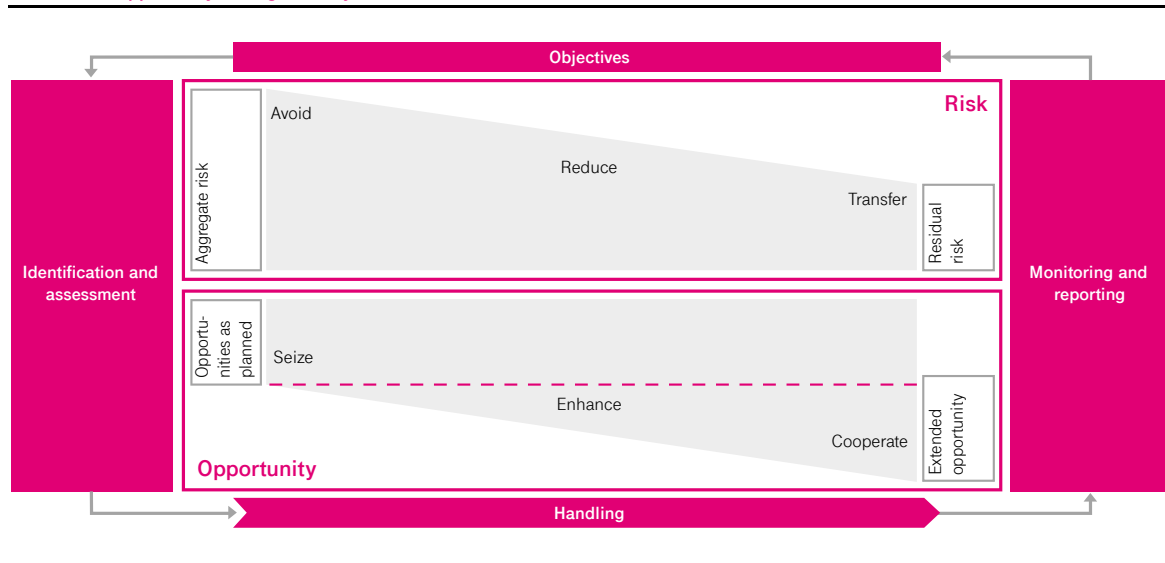 Objectives
Risk
Avoid
Reduce
Transfer
Aggregate risk
Residual
risk
Identification and
assessment
Monitoring and
reporting
Opportu-
nities as
planned
Seize
Enhance
Cooperate
Extended
opportunity
Opportunity
Handling